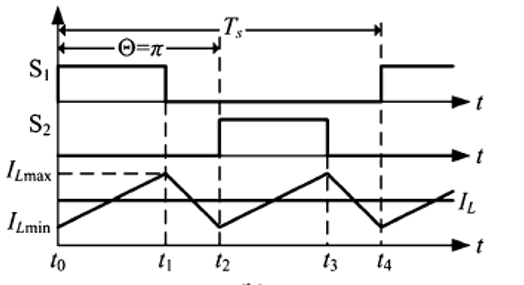 Ts
Θ=π
S1
t
S2
t
ILmax
IL
ILmin
t
t0 t1 t2 t3 t4